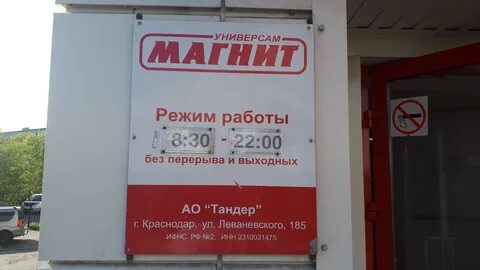 УНИВЕРСАМ
МАГНИТ
Режим работы
8:30 - 22:00
без перерыва и выходных
АО "Тандер"
г. Краснодар, ул. Леваневского, 185
ИФНС РФ №2, ИНН 2310031475